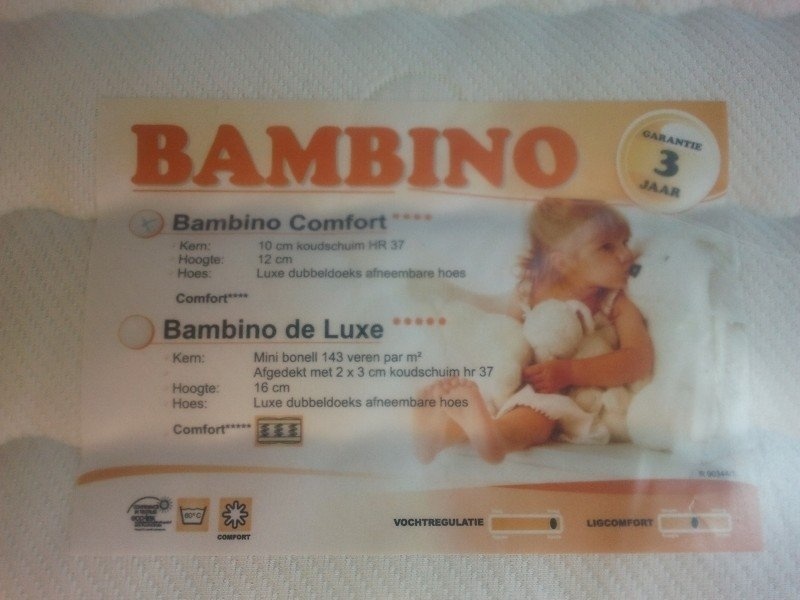 BAMBINO
GARANTIE
3
JAAR
Bambino Comfort ****
Kern: 10 cm koudschuim HR 37
Hoogte: 12 cm
Hoes: Luxe dubbeldoeks afneembare hoes
Comfort****
Bambino de Luxe *****
Kern: Mini bonell 143 veren par m²
Afgedekt met 2 x 3 cm koudschuim hr 37
Hoogte: 16 cm
Hoes: Luxe dubbeldoeks afneembare hoes
Comfort*****
60°C
COMFORT
VOCHTREGULATIE
LIGCOMFORT